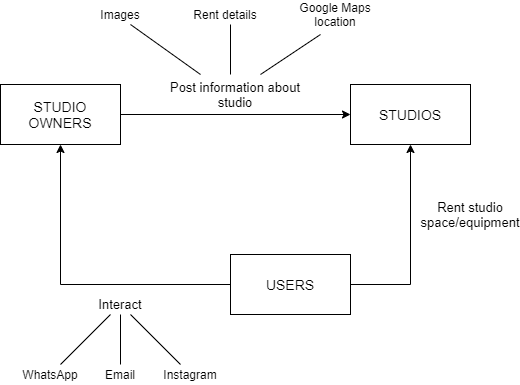 Images
Rent details
Google Maps
location
Post information about
studio
STUDIO
OWNERS
STUDIOS
Rent studio
space/equipment
USERS
Interact
WhatsApp
Email
Instagram